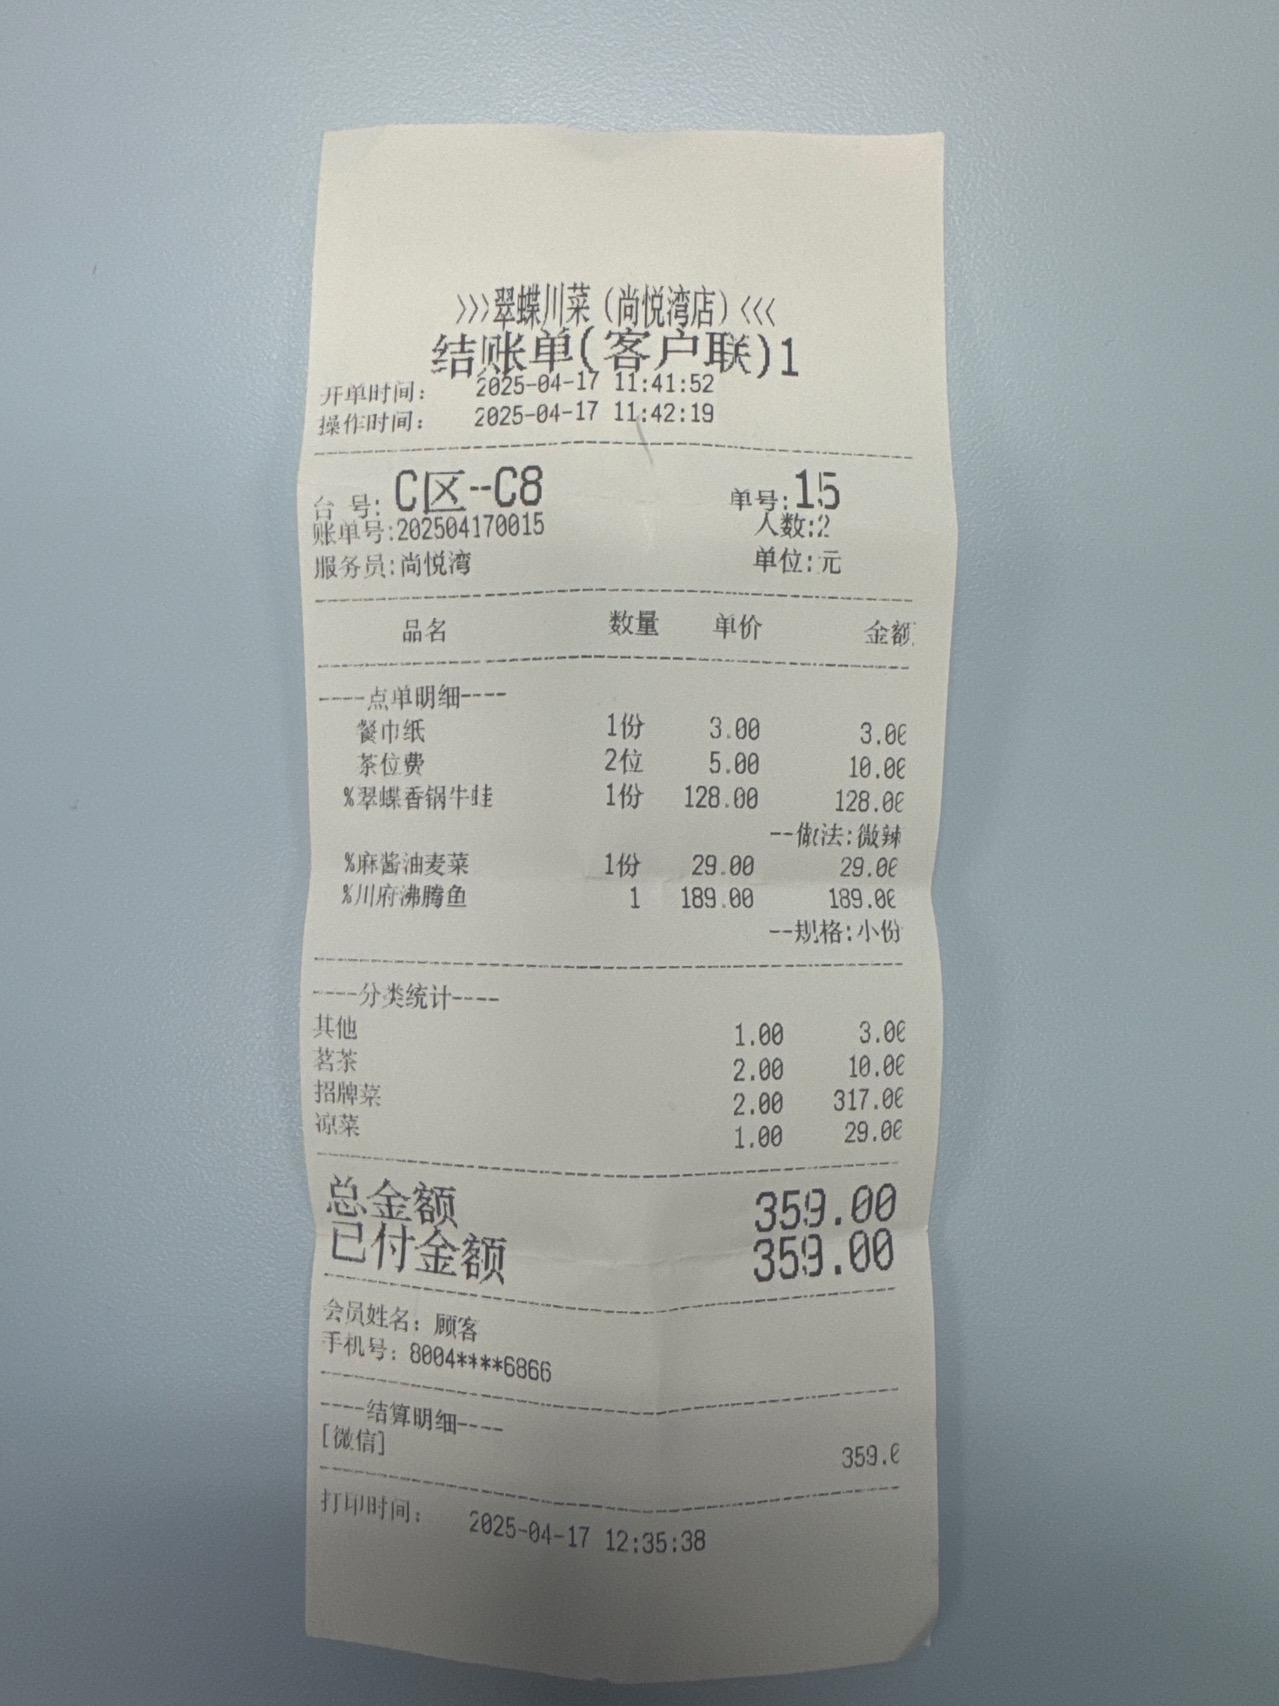 >>>翠蝶川菜（尚悦湾店）<<<
结账单(客户联)1
开单时间： 2025-04-17 11:41:52
操作时间： 2025-04-17 11:42:19
台 号: C区--C8 单号:15
账单号:202504170015 人数:2
服务员:尚悦湾 单位:元
品名 数量 单价 金额
----点单明细----
餐巾纸 1份 3.00 3.00
茶位费 2位 5.00 10.00
%翠蝶香锅牛蛙 1份 128.00 128.00
--做法:微辣
%麻酱油麦菜 1份 29.00 29.00
%川府沸腾鱼 1 189.00 189.00
--规格:小份
----分类统计----
其他 1.00 3.00
茗茶 2.00 10.00
招牌菜 2.00 317.00
凉菜 1.00 29.00
总金额 359.00
已付金额 359.00
会员姓名：顾客
手机号：8004****6866
----结算明细----
[微信] 359.0
打印时间： 2025-04-17 12:35:38